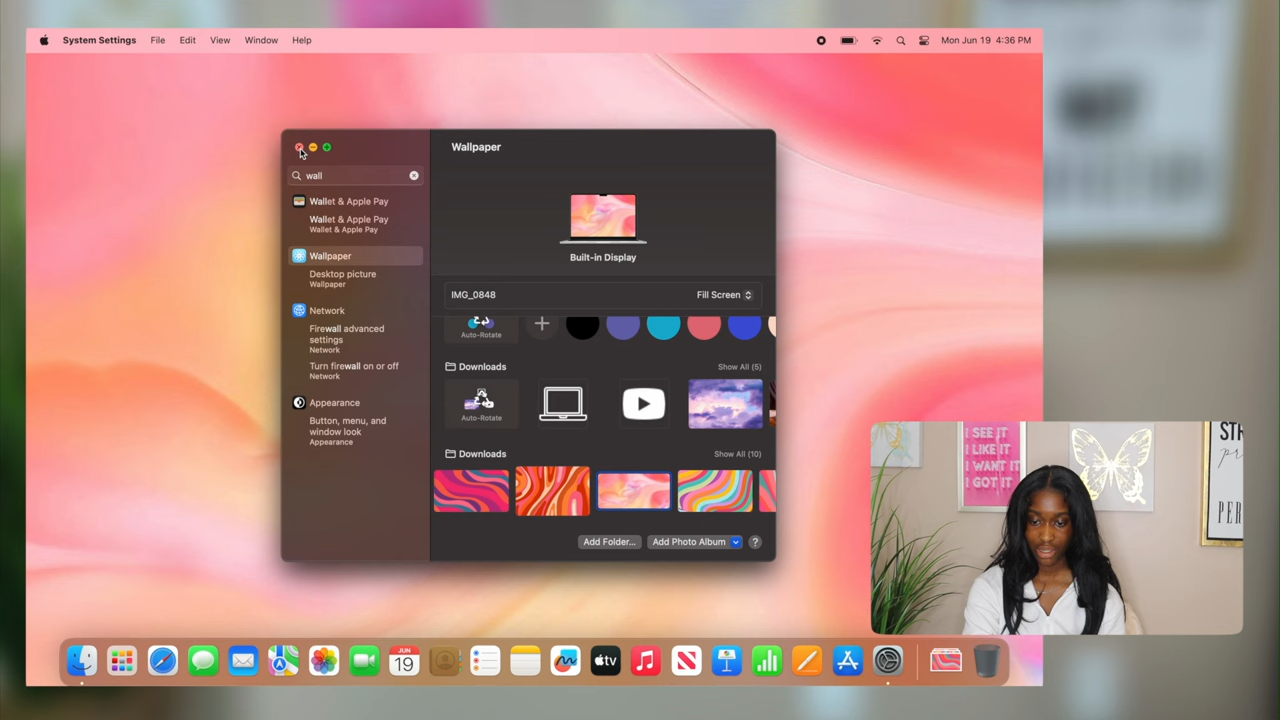 System Settings File Edit View Window Help
Mon Jun 19 4:36 PM
wall
Wallet & Apple Pay
Wallet & Apple Pay
Wallet & Apple Pay
Wallpaper
Desktop picture
Wallpaper
Network
Firewall advanced
settings
Network
Turn firewall on or off
Network
Appearance
Button, menu, and
window look
Appearance
Wallpaper
Built-in Display
IMG_0848
Fill Screen
Auto-Rotate
Downloads
Show All (5)
Auto-Rotate
Downloads
Show All (10)
Add Folder...
Add Photo Album
?
JUN
19
tv
I SEE IT
I LIKE IT
I WANT IT
I GOT IT
STR
PER